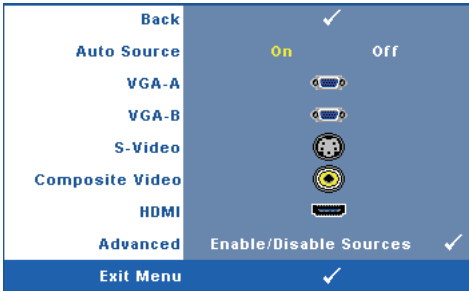 Back
Auto Source On Off
VGA-A
VGA-B
S-Video
Composite Video
HDMI
Advanced Enable/Disable Sources
Exit Menu